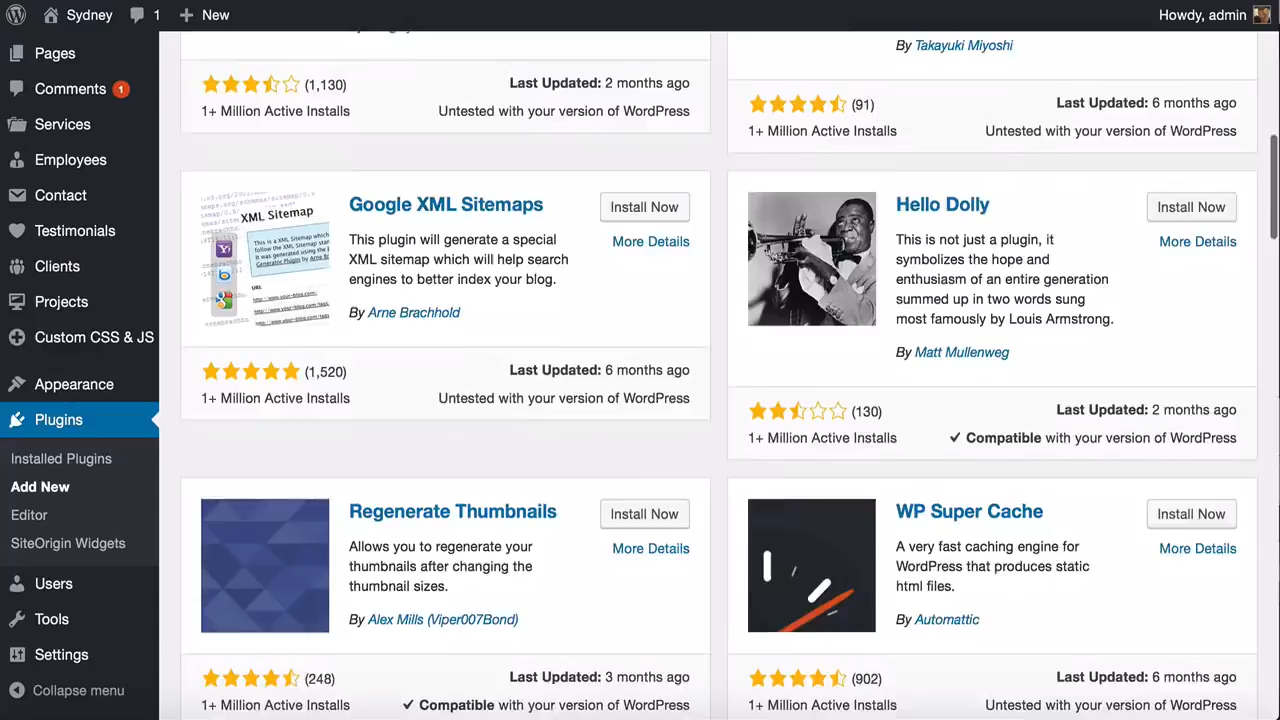 Sydney
1
New
Howdy, admin
Pages
Comments 1
Services
Employees
Contact
Testimonials
Clients
Projects
Custom CSS & JS
Appearance
Plugins
Installed Plugins
Add New
Editor
SiteOrigin Widgets
Users
Tools
Settings
Collapse menu
(1,130)
Last Updated: 2 months ago
1+ Million Active Installs
Untested with your version of WordPress
By Takayuki Miyoshi
(91)
Last Updated: 6 months ago
1+ Million Active Installs
Untested with your version of WordPress
XML Sitemap
Google XML Sitemaps
Install Now
More Details
This plugin will generate a special
XML sitemap which will help search
engines to better index your blog.
By Arne Brachhold
(1,520)
Last Updated: 6 months ago
1+ Million Active Installs
Untested with your version of WordPress
Hello Dolly
Install Now
More Details
This is not just a plugin, it
symbolizes the hope and
enthusiasm of an entire generation
summed up in two words sung
most famously by Louis Armstrong.
By Matt Mullenweg
(130)
Last Updated: 2 months ago
1+ Million Active Installs
✓ Compatible with your version of WordPress
Regenerate Thumbnails
Install Now
More Details
Allows you to regenerate your
thumbnails after changing the
thumbnail sizes.
By Alex Mills (Viper007Bond)
(248)
Last Updated: 3 months ago
1+ Million Active Installs
✓ Compatible with your version of WordPress
WP Super Cache
Install Now
More Details
A very fast caching engine for
WordPress that produces static
html files.
By Automattic
(902)
Last Updated: 6 months ago
1+ Million Active Installs
Untested with your version of WordPress